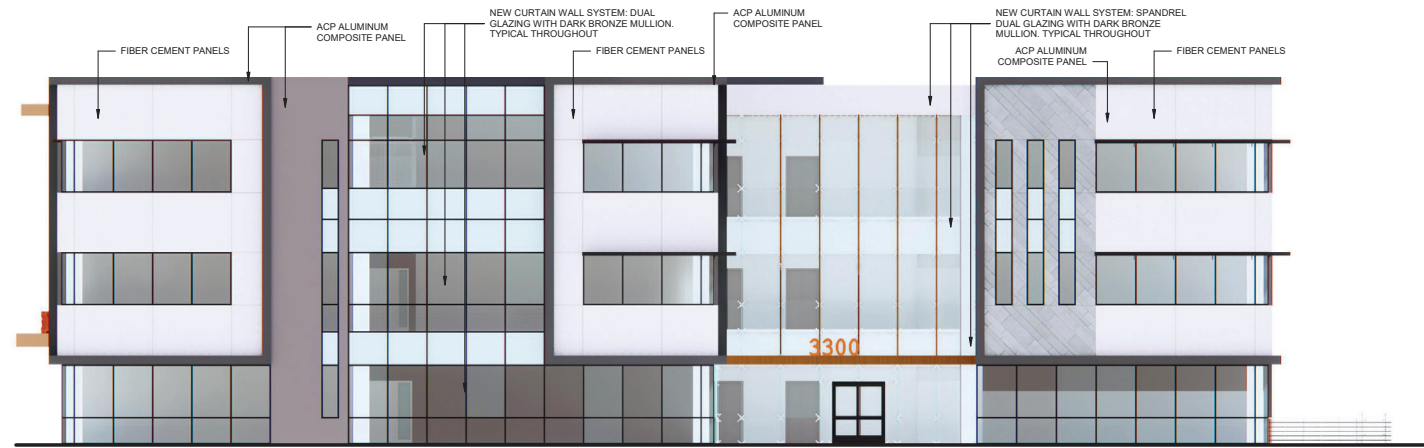 FIBER CEMENT PANELS
ACP ALUMINUM
COMPOSITE PANEL
NEW CURTAIN WALL SYSTEM: DUAL
GLAZING WITH DARK BRONZE MULLION.
TYPICAL THROUGHOUT
FIBER CEMENT PANELS
ACP ALUMINUM
COMPOSITE PANEL
NEW CURTAIN WALL SYSTEM: SPANDREL
DUAL GLAZING WITH DARK BRONZE
MULLION. TYPICAL THROUGHOUT
ACP ALUMINUM
COMPOSITE PANEL
FIBER CEMENT PANELS
3300